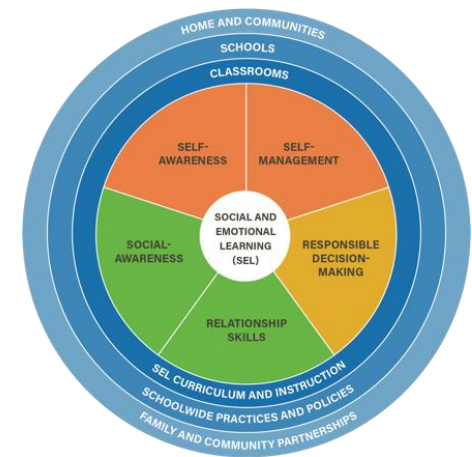 HOME AND COMMUNITIES
SCHOOLS
CLASSROOMS
SELF-
AWARENESS
SELF-
MANAGEMENT
SOCIAL AND
EMOTIONAL
LEARNING
(SEL)
SOCIAL-
AWARENESS
RESPONSIBLE
DECISION-
MAKING
RELATIONSHIP
SKILLS
SEL CURRICULUM AND INSTRUCTION
SCHOOLWIDE PRACTICES AND POLICIES
FAMILY AND COMMUNITY PARTNERSHIPS